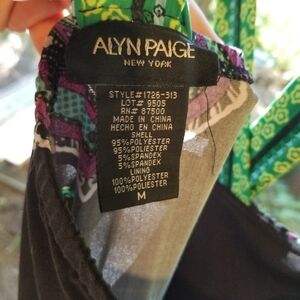 ALYN PAIGE
NEW YORK
STYLE#1726-313
LOT# 9505
RN# 87500
MADE IN CHINA
HECHO EN CHINA
SHELL
95%POLYESTER
95%POLIESTER
5%SPANDEX
5%SPANDEX
LINING
100%POLYESTER
100%POLIESTER
M